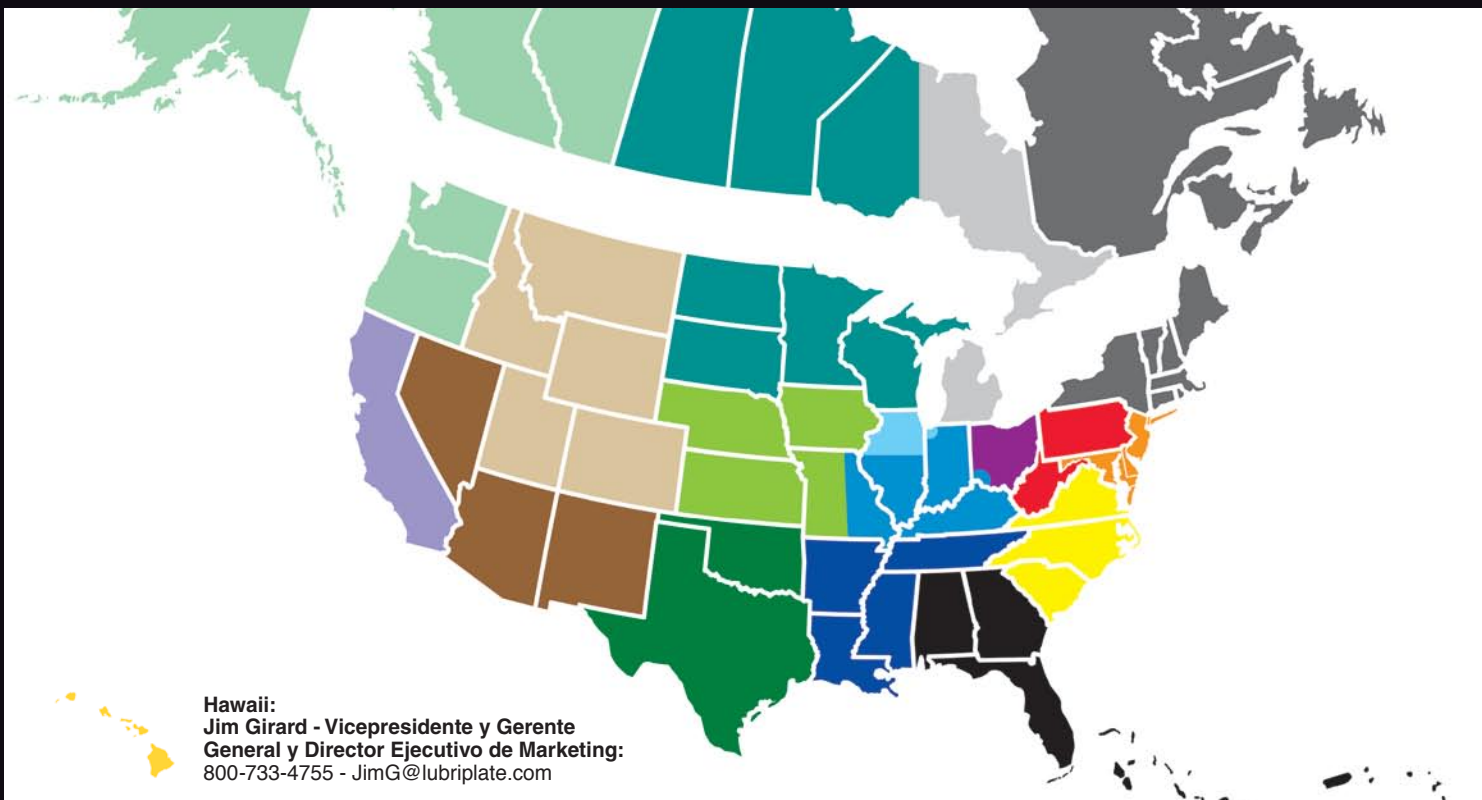 Hawaii:
Jim Girard - Vicepresidente y Gerente
General y Director Ejecutivo de Marketing:
800-733-4755 - JimG@lubriplate.com